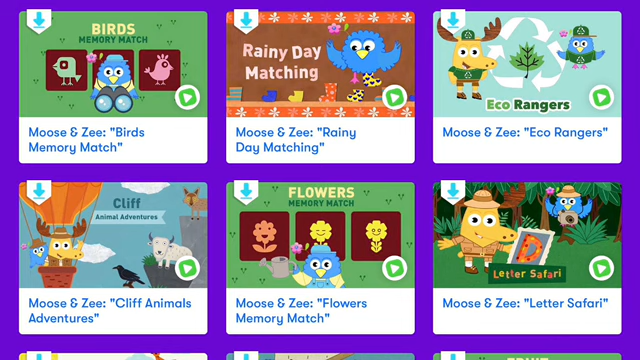 BIRDS
MEMORY MATCH
Moose & Zee: "Birds
Memory Match"
Rainy Day
Matching
Moose & Zee: "Rainy
Day Matching"
Eco Rangers
Moose & Zee: "Eco Rangers"
Cliff
Animal Adventures
Moose & Zee: "Cliff Animals
Adventures"
FLOWERS
MEMORY MATCH
Moose & Zee: "Flowers
Memory Match"
D
Letter Safari
Moose & Zee: "Letter Safari"